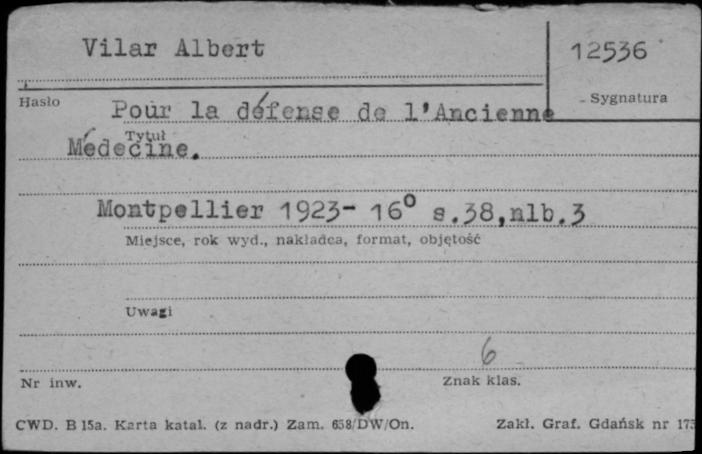 Vilar Albert
12536
Hasło
Sygnatura
Pour la défense de l'Ancienne
Tytuł
Médecine.
Montpellier 1923- 16° s.38,nlb.3
Miejsce, rok wyd., nakładca, format, objętość
Uwagi
6
Nr inw.
Znak klas.
CWD. B 15a. Karta katal. (z nadr.) Zam. 658/DW/On.
Zakł. Graf. Gdańsk nr 175